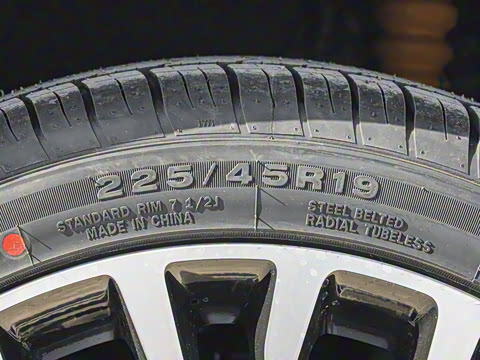 225/45R19
STANDARD RIM 7 1/2J
MADE IN CHINA
STEEL BELTED
RADIAL TUBELESS